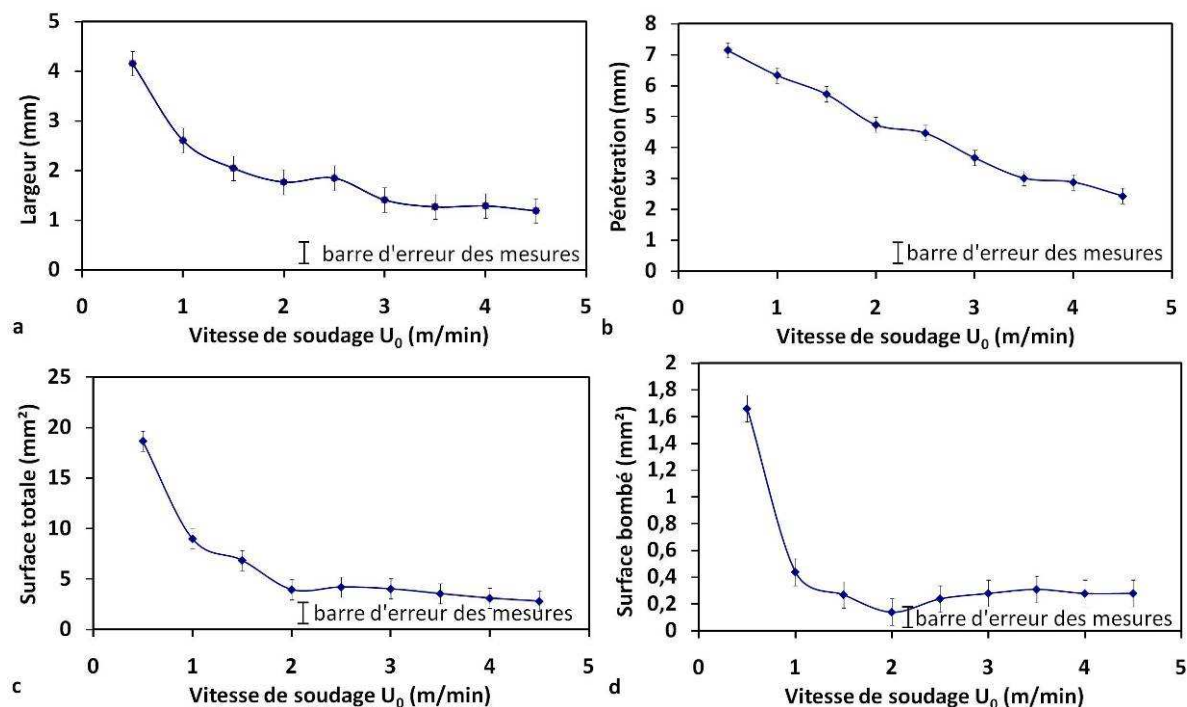 5
4
3
2
1
0
Largeur (mm)
barre d'erreur des mesures
0 1 2 3 4 5
a
Vitesse de soudage U₀ (m/min)
8
7
6
5
4
3
2
1
0
Pénétration (mm)
barre d'erreur des mesures
0 1 2 3 4 5
b
Vitesse de soudage U₀ (m/min)
25
20
15
10
5
0
Surface totale (mm²)
barre d'erreur des mesures
0 1 2 3 4 5
c
Vitesse de soudage U₀ (m/min)
2
1,8
1,6
1,4
1,2
1
0,8
0,6
0,4
0,2
0
Surface bombé (mm²)
barre d'erreur des mesures
0 1 2 3 4 5
d
Vitesse de soudage U₀ (m/min)